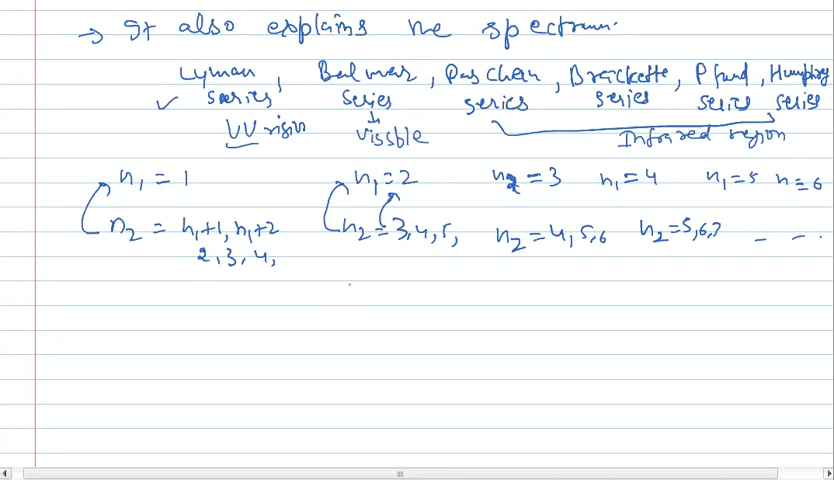 → It also explains the spectrum.
Lyman series, Balmer series, Paschen series, Brackette series, Pfund series, Humphrey series
UV rision visible Infrared region
n₁ = 1 n₁ = 2 n₂ = 3 n₁ = 4 n₁ = 5 n = 6
n₂ = n₁+1, n₁+2 n₂ = 3,4,5, n₂ = 4,5,6 n₂ = 5,6,7 - - .
2,3,4,